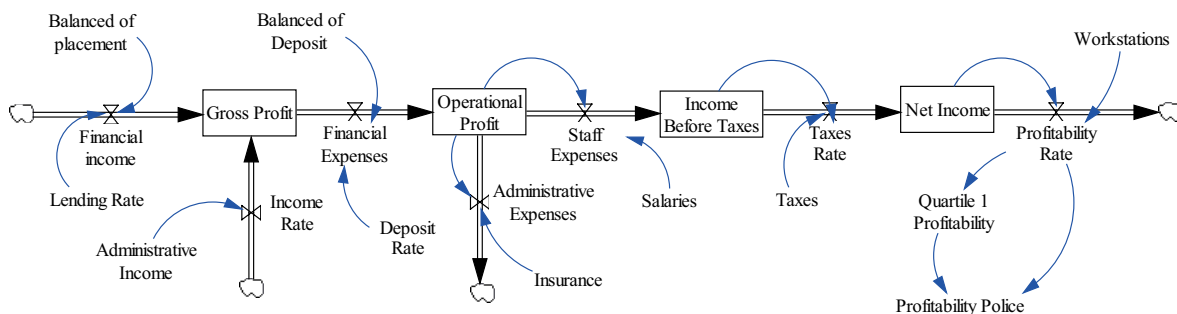 Balanced of
placement
Balanced of
Deposit
Workstations
Gross Profit
Operational
Profit
Income
Before Taxes
Net Income
Financial
income
Financial
Expenses
Staff
Expenses
Taxes
Rate
Profitability
Rate
Lending Rate
Income
Rate
Administrative
Expenses
Salaries
Taxes
Quartile 1
Profitability
Administrative
Income
Deposit
Rate
Insurance
Profitability Police